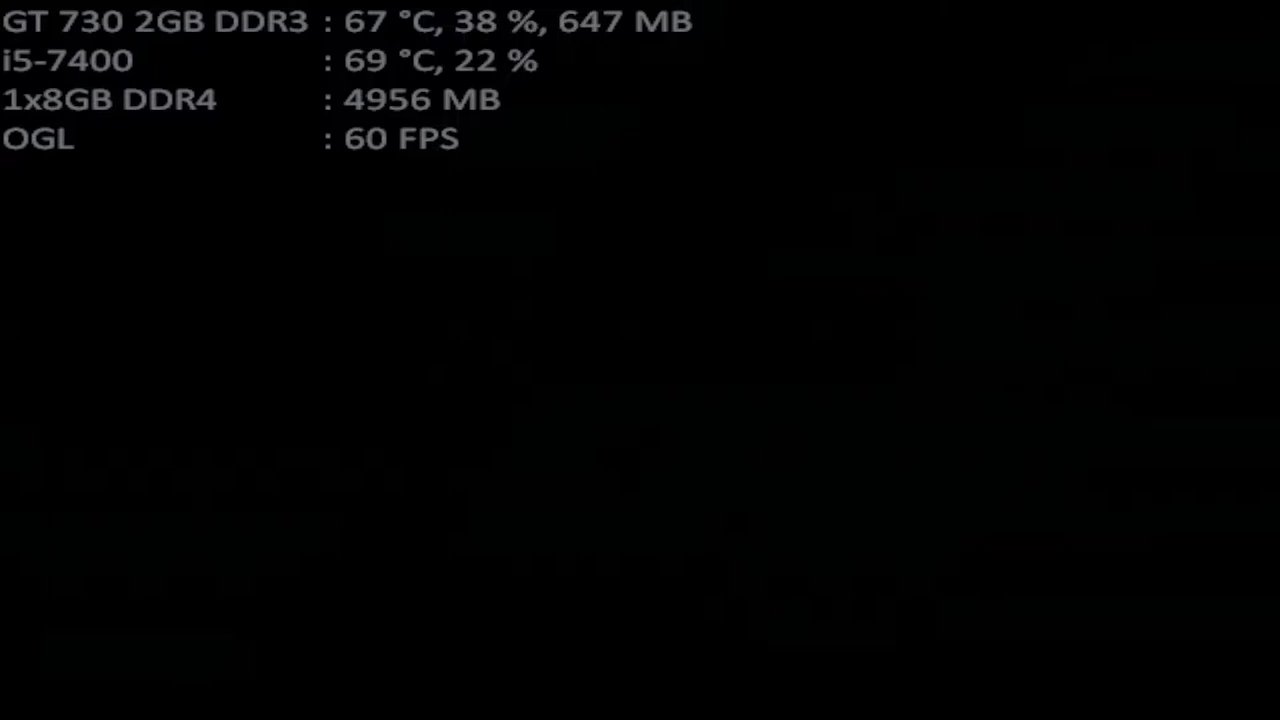 GT 730 2GB DDR3 : 67 °C, 38 %, 647 MB
i5-7400 : 69 °C, 22 %
1x8GB DDR4 : 4956 MB
OGL : 60 FPS